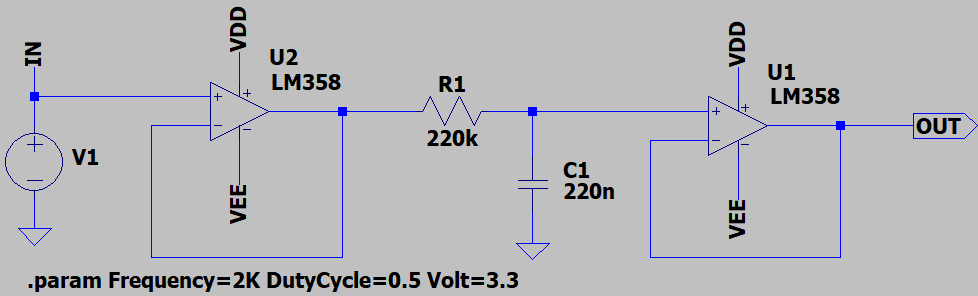 IN
V1
VDD
U2
LM358
VEE
R1
220k
C1
220n
VDD
U1
LM358
VEE
OUT
.param Frequency=2K DutyCycle=0.5 Volt=3.3